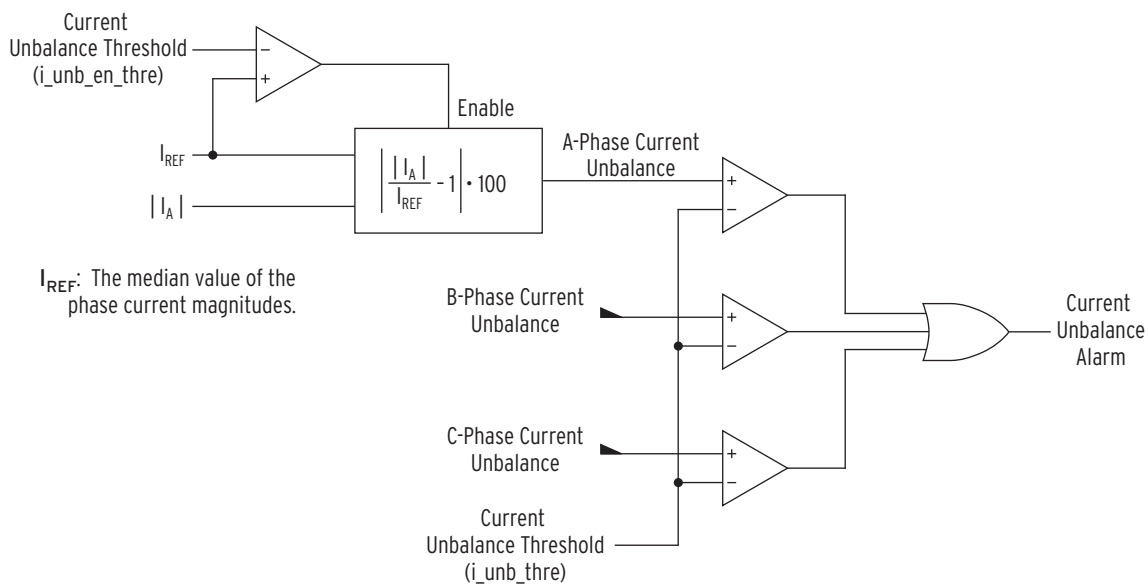 Current
Unbalance Threshold
(i_unb_en_thre)
−
+
Enable
I_REF
|I_A|
| |I_A| / I_REF - 1 | • 100
A-Phase Current
Unbalance
+
−
I_REF: The median value of the
phase current magnitudes.
B-Phase Current
Unbalance
+
−
Current
Unbalance
Alarm
C-Phase Current
Unbalance
+
−
Current
Unbalance Threshold
(i_unb_thre)